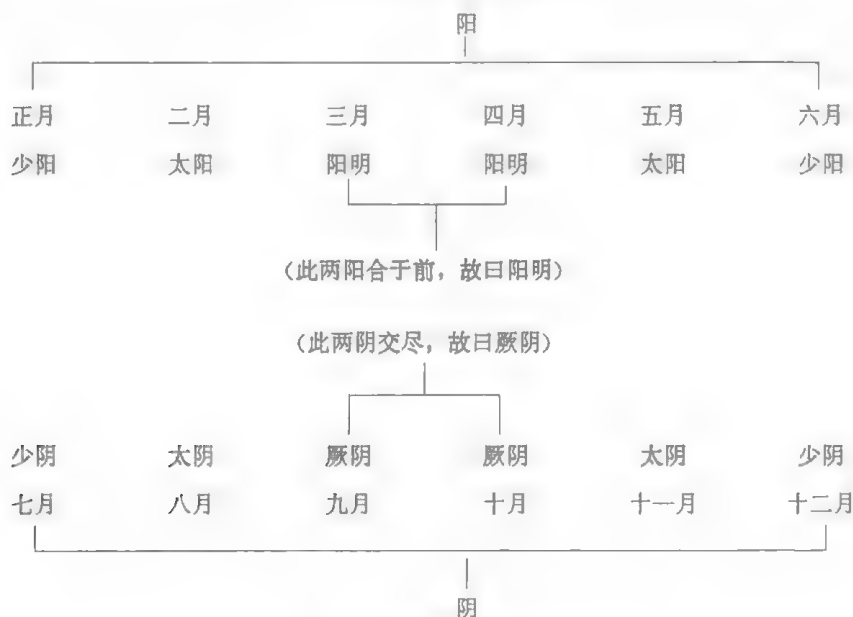 阳
正月 二月 三月 四月 五月 六月
少阳 太阳 阳明 阳明 太阳 少阳
（此两阳合于前，故曰阳明）
（此两阴交尽，故曰厥阴）
少阴 太阴 厥阴 厥阴 太阴 少阴
七月 八月 九月 十月 十一月 十二月
阴